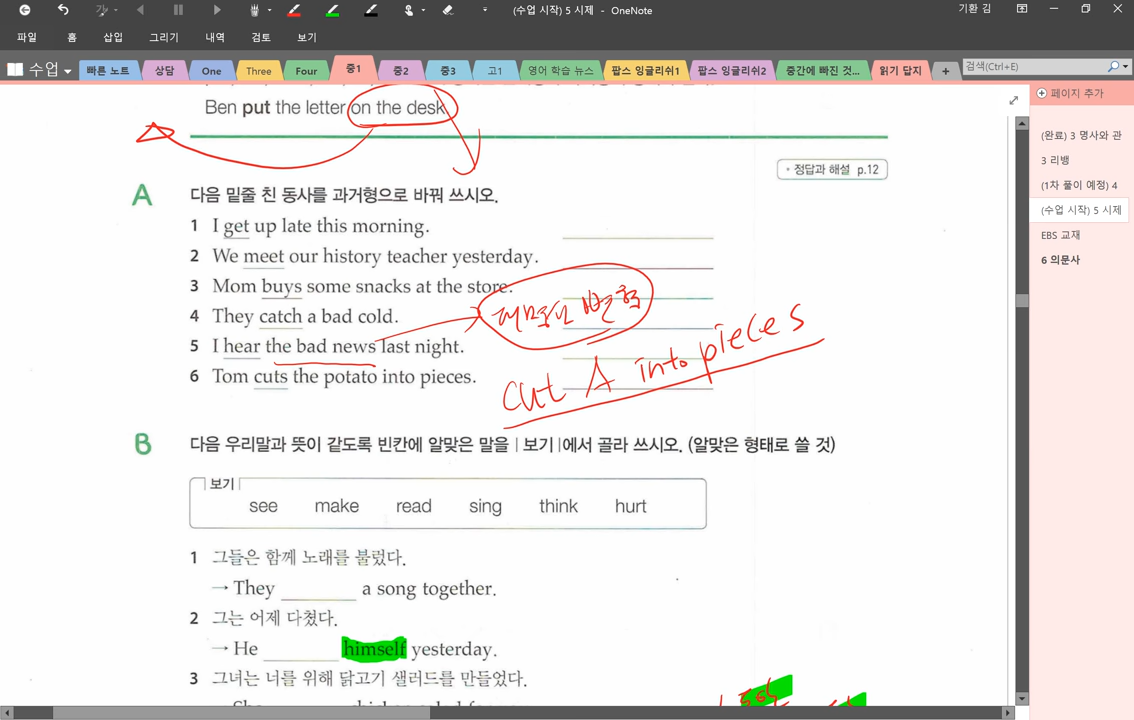 (수업 시작) 5 시제 - OneNote
기환 김
파일 홈 삽입 그리기 내역 검토 보기
수업 빠른 노트 상담 One Three Four 중1 중2 중3 고1 영어 학습 뉴스 팝스 잉글리쉬1 팝스 잉글리쉬2 중간에 빠진 것... 읽기 답지 + 검색(Ctrl+E)
페이지 추가
(완료) 3 명사와 관
3 리뱅
(1차 풀이 예정) 4
(수업 시작) 5 시제
EBS 교재
6 의문사
Ben put the letter on the desk
• 정답과 해설 p.12
A 다음 밑줄 친 동사를 과거형으로 바꿔 쓰시오.
1 I get up late this morning.
2 We meet our history teacher yesterday.
3 Mom buys some snacks at the store.
4 They catch a bad cold.
5 I hear the bad news last night.
6 Tom cuts the potato into pieces.
cut A into pieces
B 다음 우리말과 뜻이 같도록 빈칸에 알맞은 말을 |보기|에서 골라 쓰시오. (알맞은 형태로 쓸 것)
보기
see make read sing think hurt
1 그들은 함께 노래를 불렀다.
→ They ________ a song together.
2 그는 어제 다쳤다.
→ He ________ himself yesterday.
3 그녀는 너를 위해 닭고기 샐러드를 만들었다.